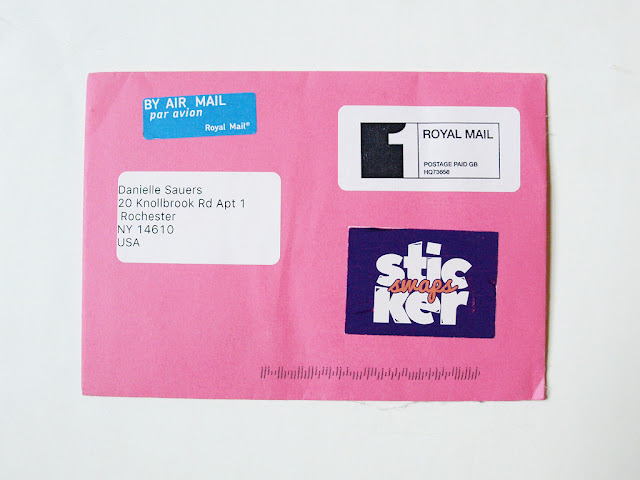 BY AIR MAIL
par avion
Royal Mail®
1 ROYAL MAIL
POSTAGE PAID GB
HQ73656
Danielle Sauers
20 Knollbrook Rd Apt 1
Rochester
NY 14610
USA
stic
swaps
ker